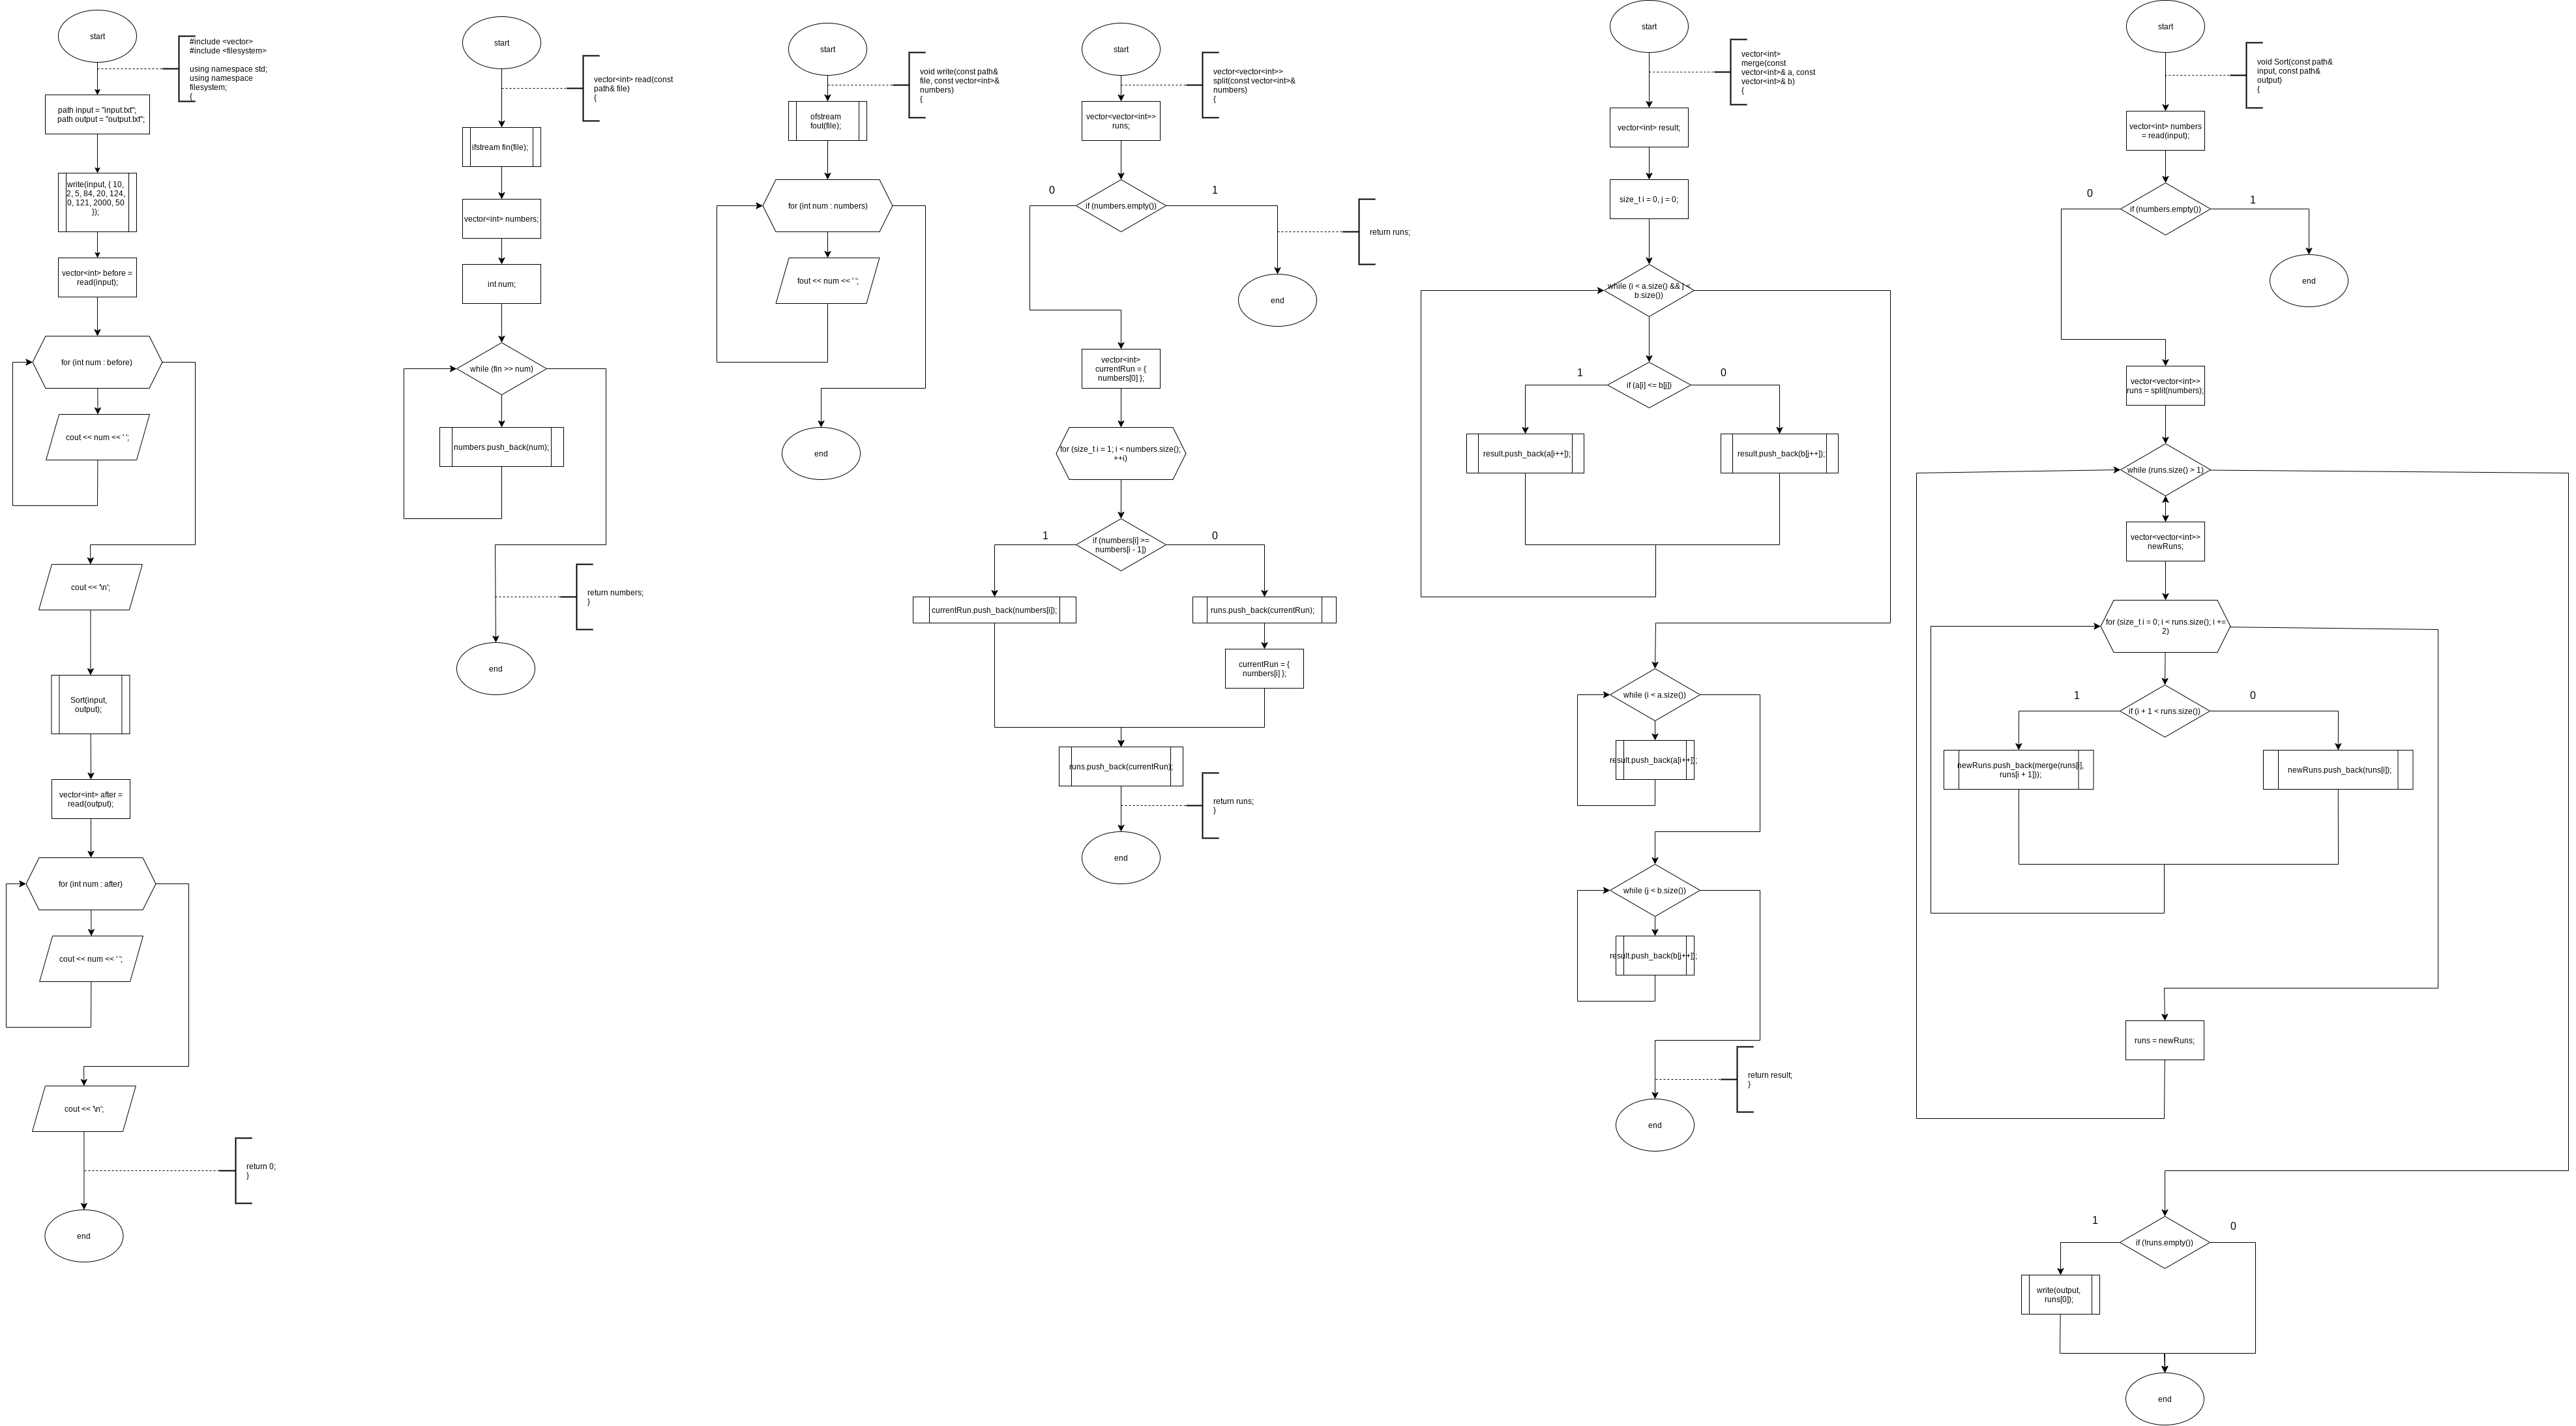 start
#include <vector>
#include <filesystem>
using namespace std;
using namespace
filesystem;
{
path input = "input.txt";
path output = "output.txt";
write(input, { 10,
2, 5, 84, 20, 124,
0, 121, 2000, 50
});
vector<int> before =
read(input);
for (int num : before)
cout << num << ' ';
cout << '\n';
Sort(input,
output);
vector<int> after =
read(output);
for (int num : after)
cout << num << ' ';
cout << '\n';
return 0;
}
end
start
vector<int> read(const
path& file)
{
ifstream fin(file);
vector<int> numbers;
int num;
while (fin >> num)
numbers.push_back(num);
return numbers;
}
end
start
void write(const path&
file, const vector<int>&
numbers)
{
ofstream
fout(file);
for (int num : numbers)
fout << num << ' ';
end
start
vector<vector<int>>
split(const vector<int>&
numbers)
{
vector<vector<int>>
runs;
0
1
if (numbers.empty())
return runs;
end
vector<int>
currentRun = {
numbers[0] };
for (size_t i = 1; i < numbers.size();
++i)
1
0
if (numbers[i] >=
numbers[i - 1])
currentRun.push_back(numbers[i]);
runs.push_back(currentRun);
currentRun = {
numbers[i] };
runs.push_back(currentRun);
return runs;
}
end
start
vector<int>
merge(const
vector<int>& a, const
vector<int>& b)
{
vector<int> result;
size_t i = 0, j = 0;
while (i < a.size() && j <
b.size())
1
0
if (a[i] <= b[j])
result.push_back(a[i++]);
result.push_back(b[j++]);
while (i < a.size())
result.push_back(a[i++]);
while (j < b.size())
result.push_back(b[j++]);
return result;
}
end
start
void Sort(const path&
input, const path&
output)
{
vector<int> numbers
= read(input);
0
1
if (numbers.empty())
end
vector<vector<int>>
runs = split(numbers);
while (runs.size() > 1)
vector<vector<int>>
newRuns;
for (size_t i = 0; i < runs.size(); i +=
2)
1
0
if (i + 1 < runs.size())
newRuns.push_back(merge(runs[i],
runs[i + 1]));
newRuns.push_back(runs[i]);
runs = newRuns;
1
0
if (!runs.empty())
write(output,
runs[0]);
end